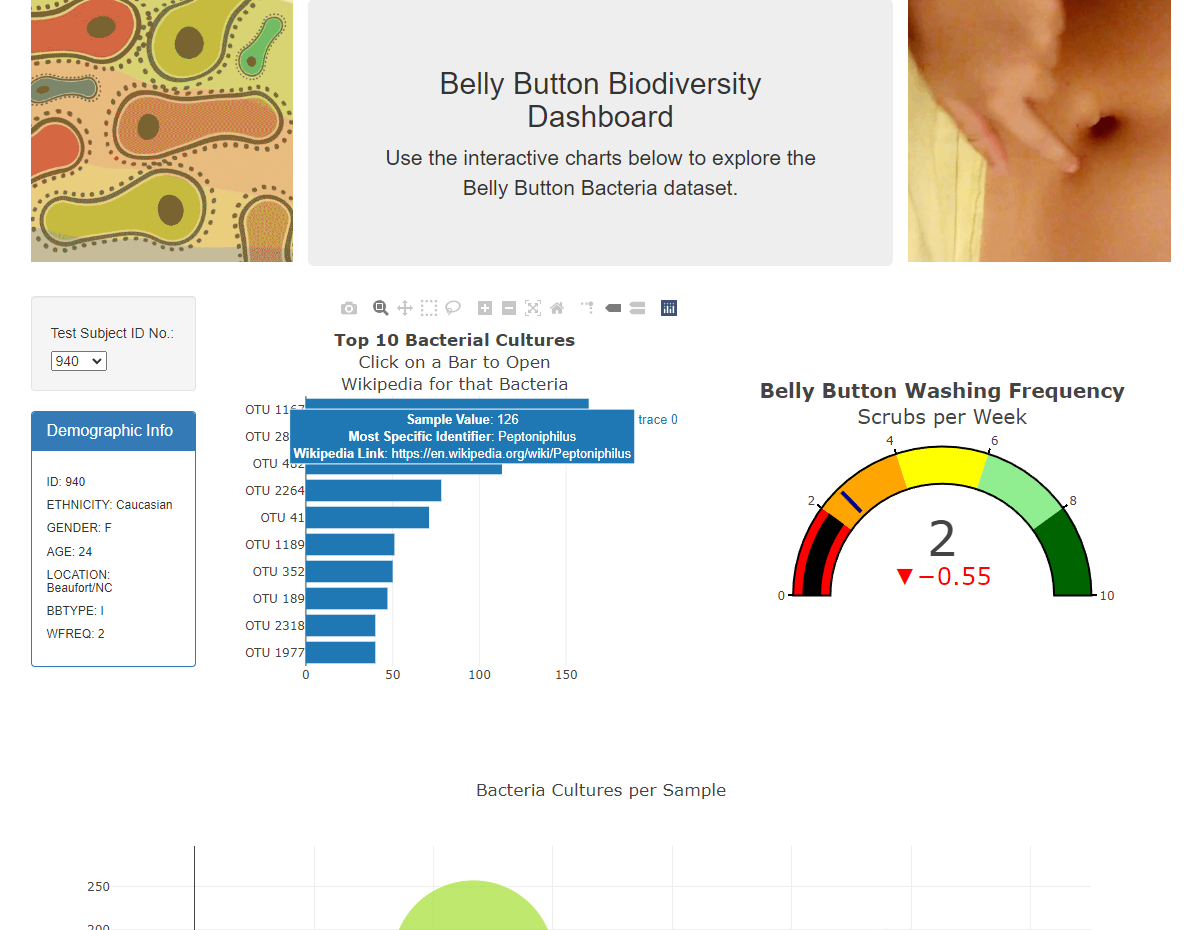 Belly Button Biodiversity
Dashboard
Use the interactive charts below to explore the
Belly Button Bacteria dataset.
Test Subject ID No.:
940
Demographic Info
ID: 940
ETHNICITY: Caucasian
GENDER: F
AGE: 24
LOCATION:
Beaufort/NC
BBTYPE: I
WFREQ: 2
Top 10 Bacterial Cultures
Click on a Bar to Open
Wikipedia for that Bacteria
OTU 1167
Sample Value: 126
Most Specific Identifier: Peptoniphilus
Wikipedia Link: https://en.wikipedia.org/wiki/Peptoniphilus
trace 0
OTU 28
OTU 482
OTU 2264
OTU 41
OTU 1189
OTU 352
OTU 189
OTU 2318
OTU 1977
0 50 100 150
Belly Button Washing Frequency
Scrubs per Week
0
2
4
6
8
10
2
▼−0.55
Bacteria Cultures per Sample
250
200